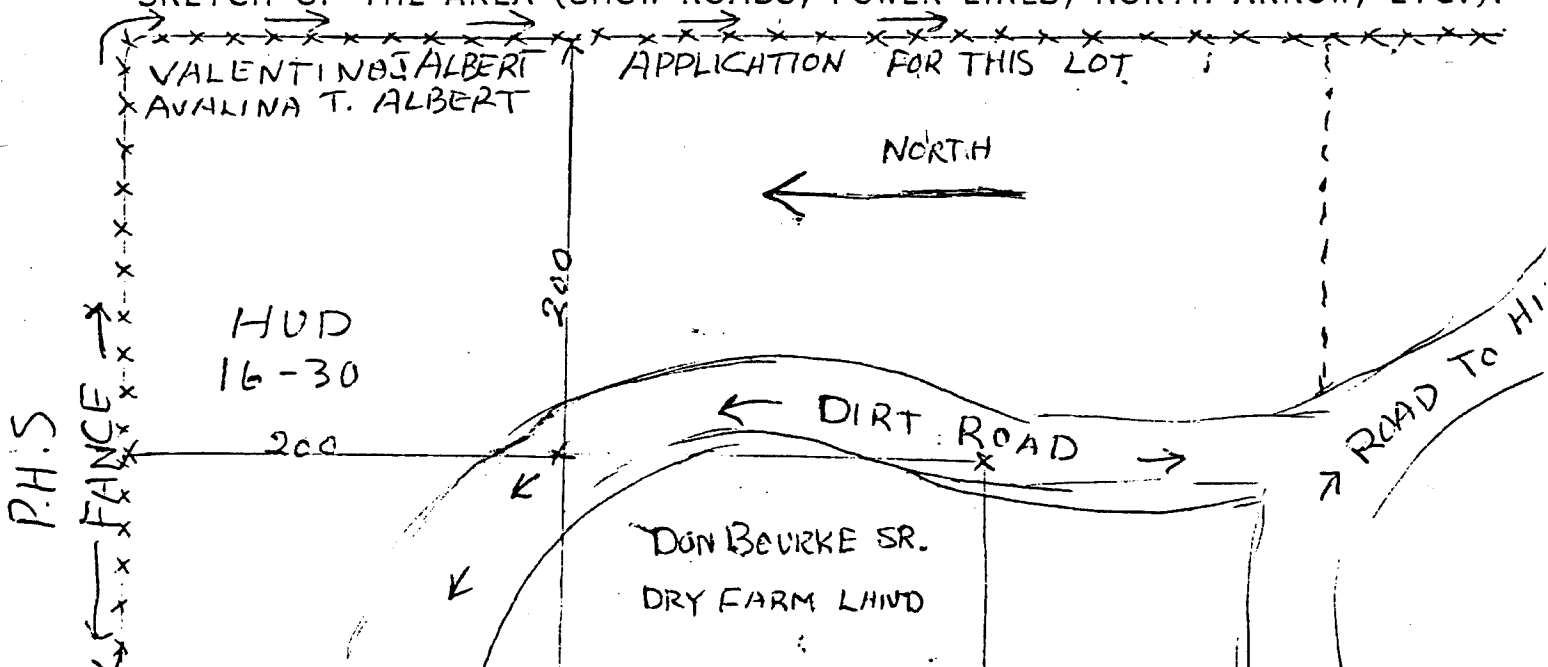 SKETCH OF THE AREA (SHOW ROADS, POWER LINES, NORTH ARROW, ETC.).
VALENTINO J ALBERT
AVALINA T. ALBERT
APPLICATION FOR THIS LOT
NORTH
200
HUD
16-30
200
P.H.S
FANCE
DIRT ROAD
ROAD TO
DON BOURKE SR.
DRY FARM LAND